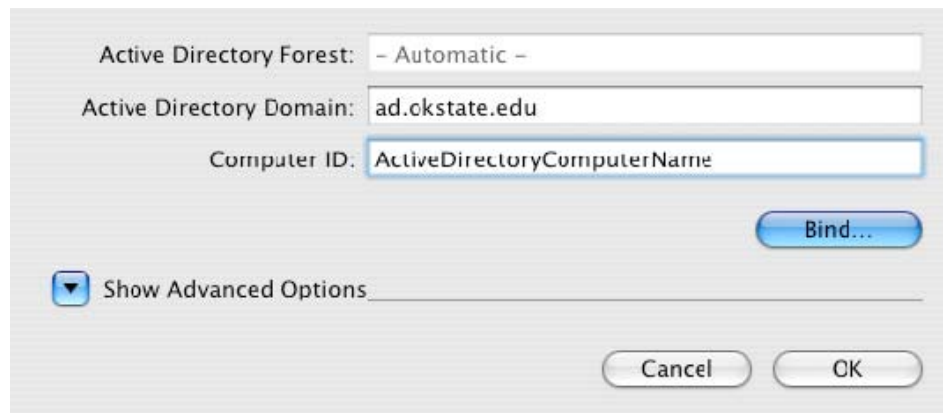 Active Directory Forest: - Automatic -
Active Directory Domain: ad.okstate.edu
Computer ID: ActiveDirectoryComputerName
Bind...
Show Advanced Options
Cancel OK